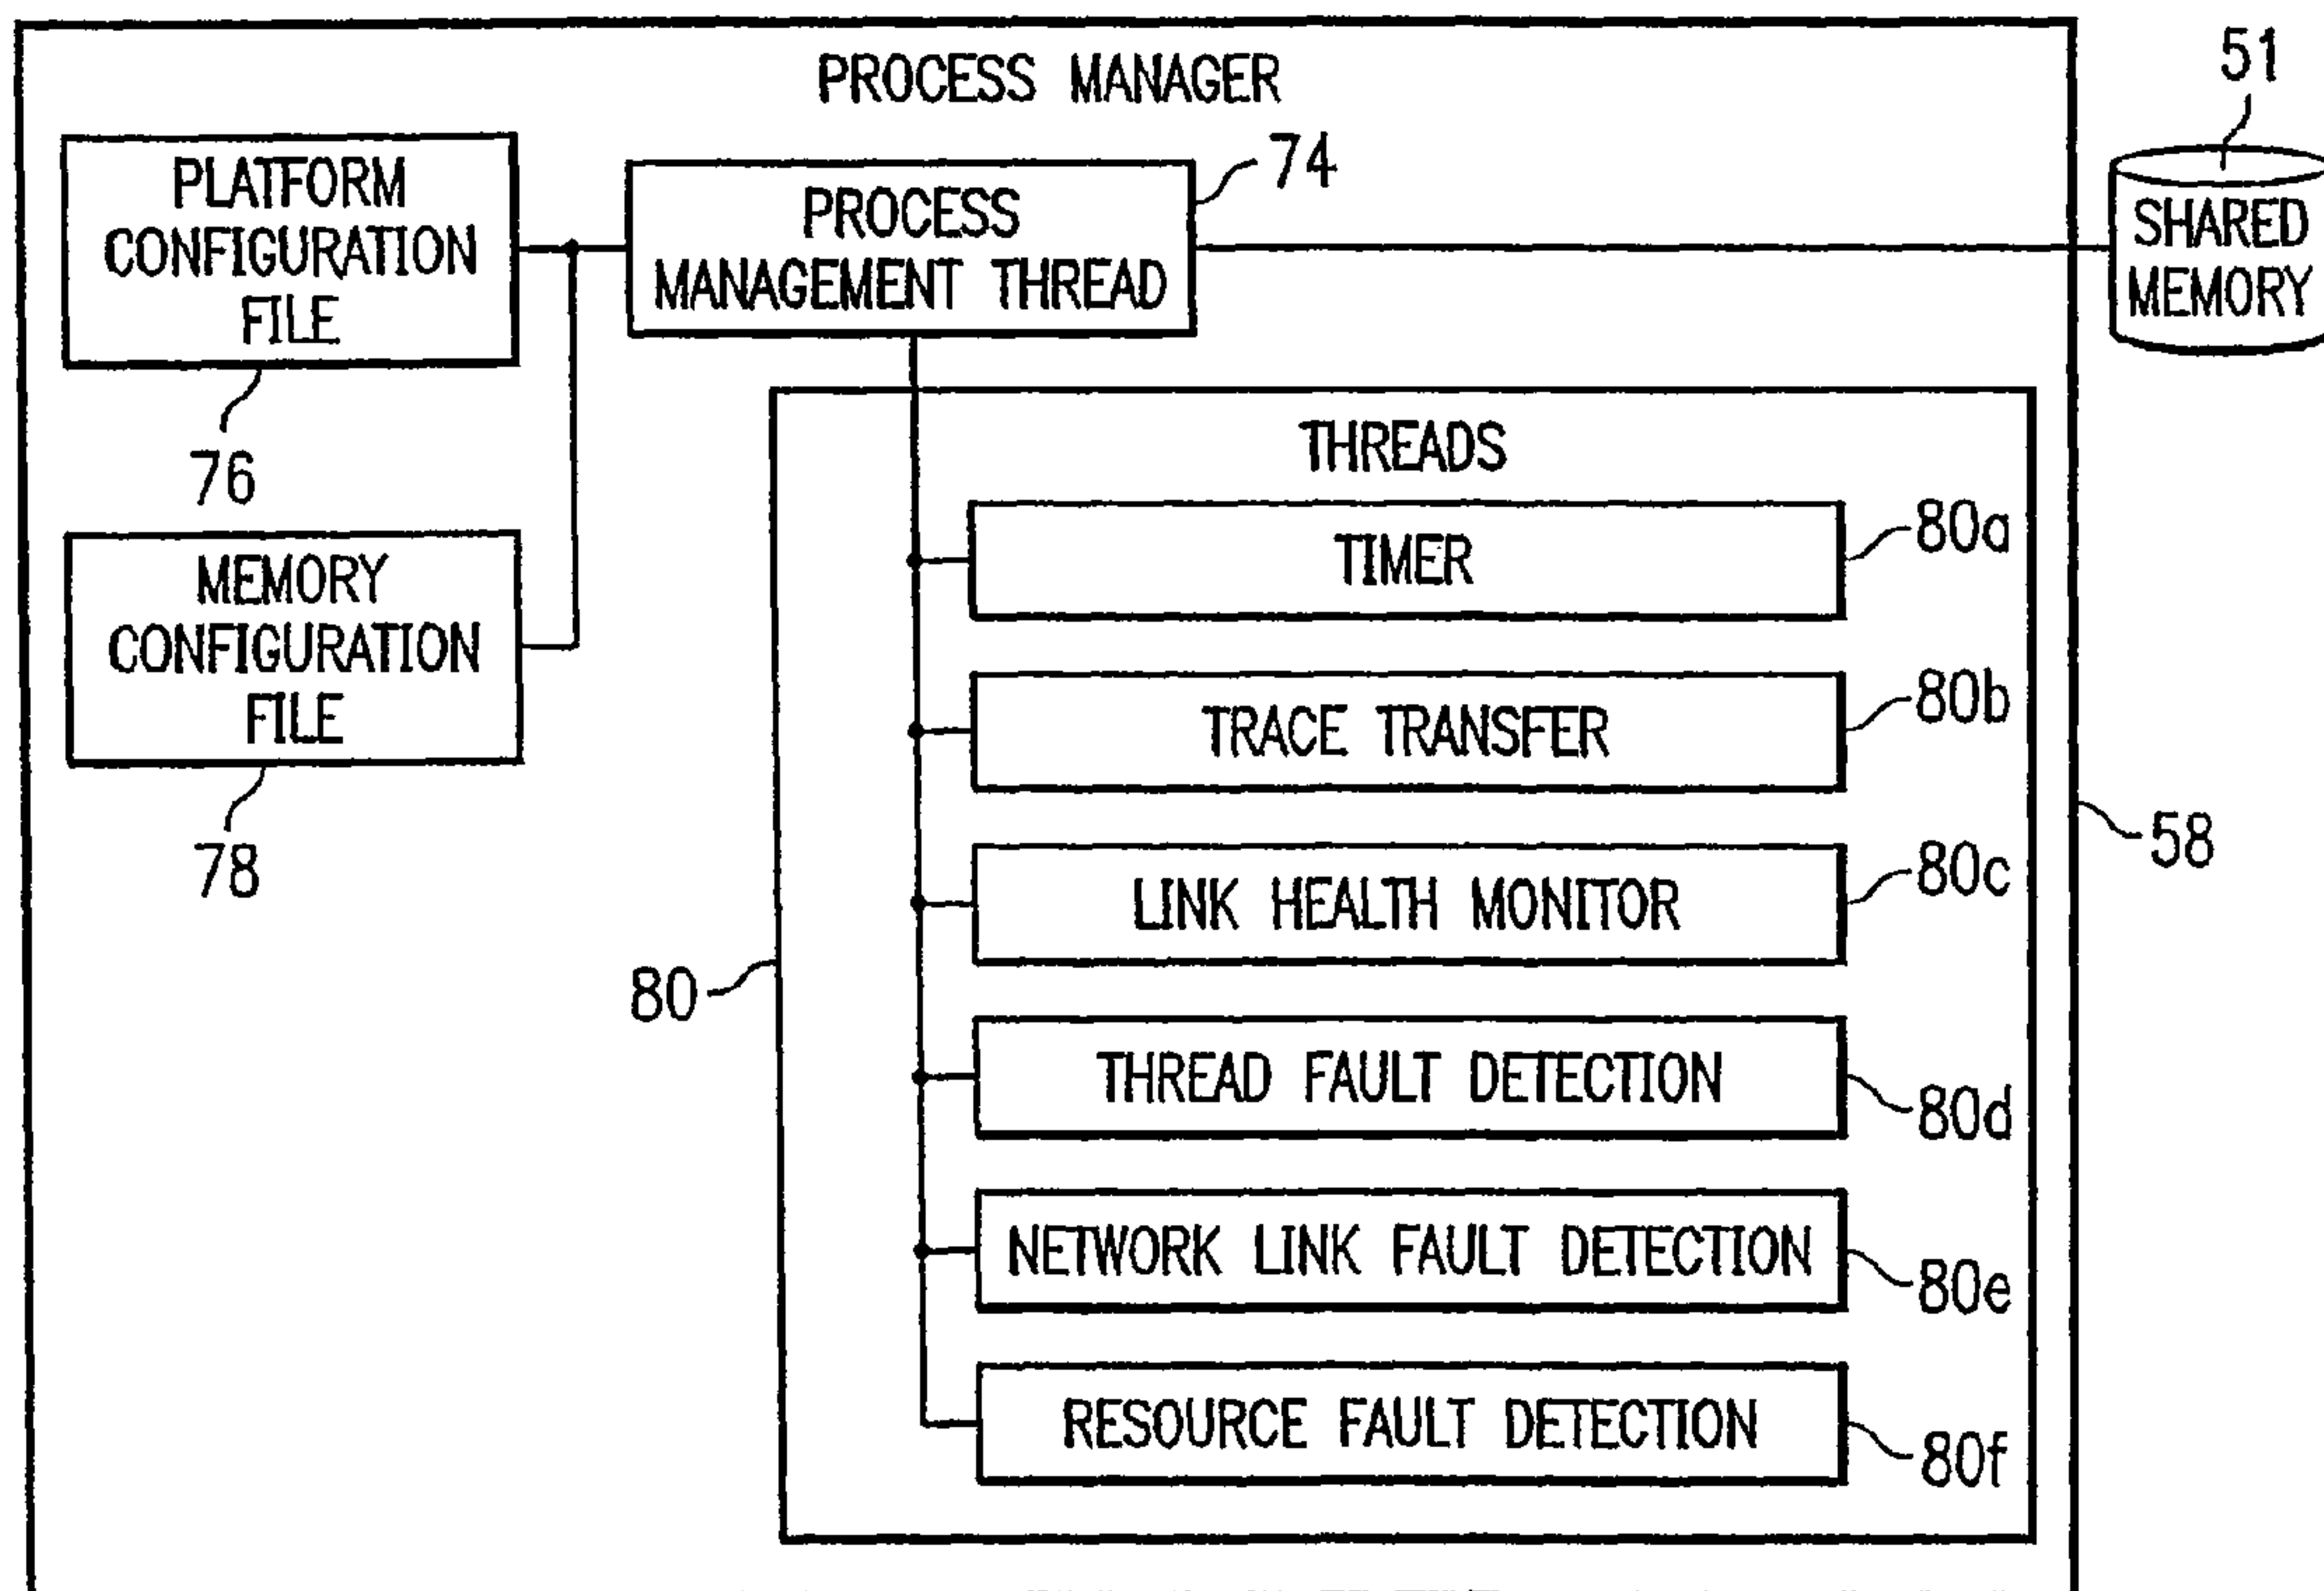 PROCESS MANAGER
51
PLATFORM
CONFIGURATION
FILE
76
PROCESS
MANAGEMENT THREAD
74
SHARED
MEMORY
MEMORY
CONFIGURATION
FILE
78
THREADS
TIMER
80a
TRACE TRANSFER
80b
LINK HEALTH MONITOR
80c
58
80
THREAD FAULT DETECTION
80d
NETWORK LINK FAULT DETECTION
80e
RESOURCE FAULT DETECTION
80f